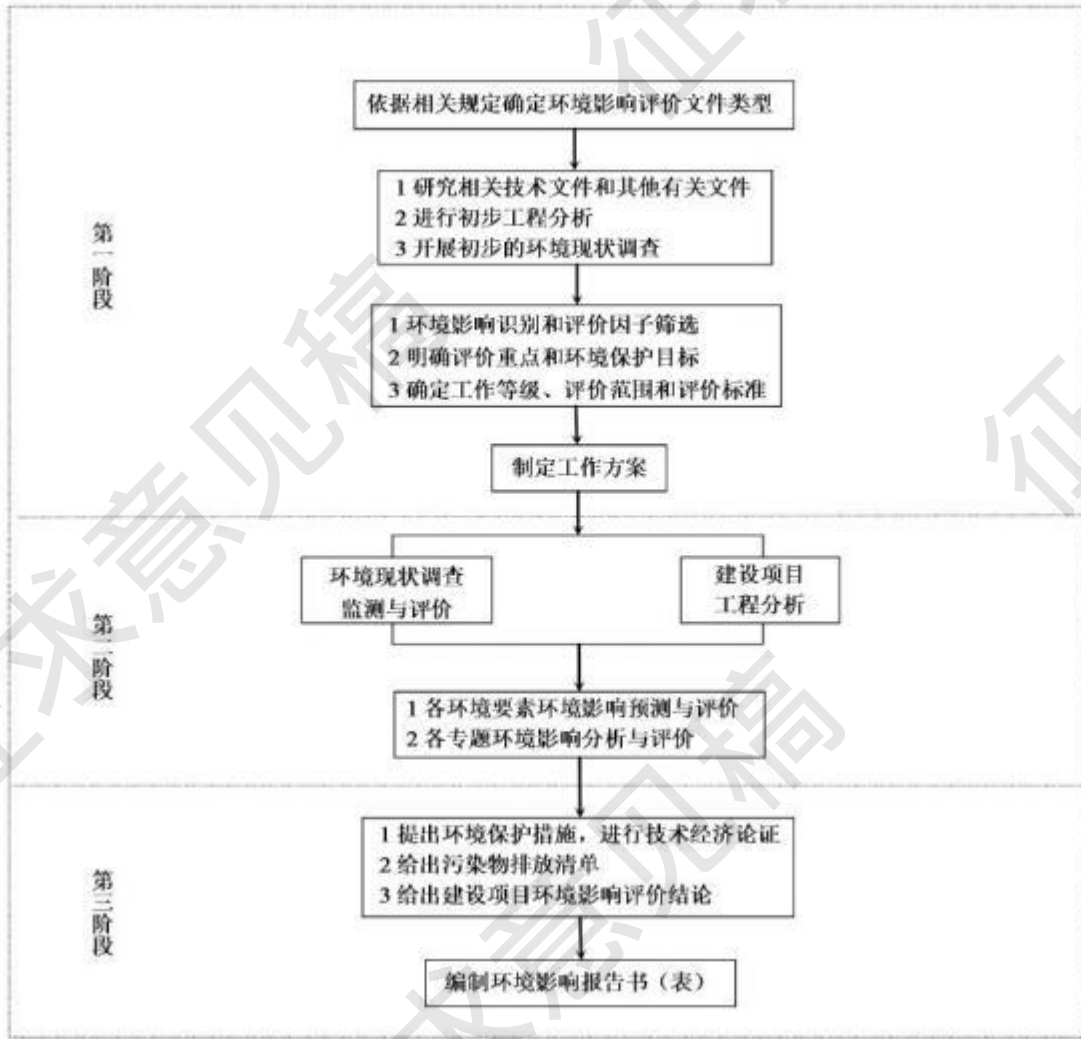 依据相关规定确定环境影响评价文件类型
1 研究相关技术文件和其他有关文件
2 进行初步工程分析
3 开展初步的环境现状调查
第一阶段
1 环境影响识别和评价因子筛选
2 明确评价重点和环境保护目标
3 确定工作等级、评价范围和评价标准
制定工作方案
环境现状调查
监测与评价
建设项目
工程分析
第二阶段
1 各环境要素环境影响预测与评价
2 各专题环境影响分析与评价
1 提出环境保护措施，进行技术经济论证
2 给出污染物排放清单
3 给出建设项目环境影响评价结论
第三阶段
编制环境影响报告书（表）
征求意见稿